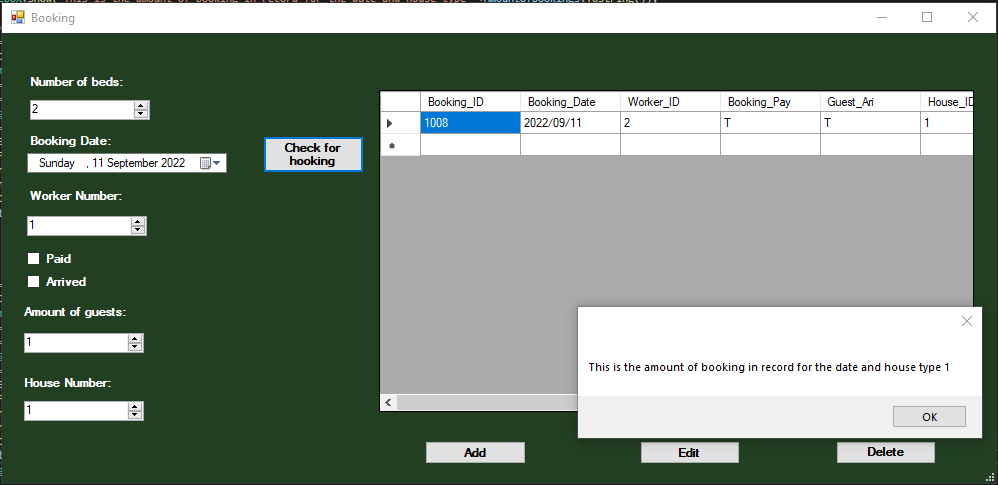 Booking
Number of beds:
2
Booking Date:
Sunday , 11 September 2022
Worker Number:
1
Paid
Arrived
Amount of guests:
1
House Number:
1
Check for
booking
Booking_ID Booking_Date Worker_ID Booking_Pay Guest_Ari House_ID
1008 2022/09/11 2 T T 1
This is the amount of booking in record for the date and house type 1
OK
Add Edit Delete